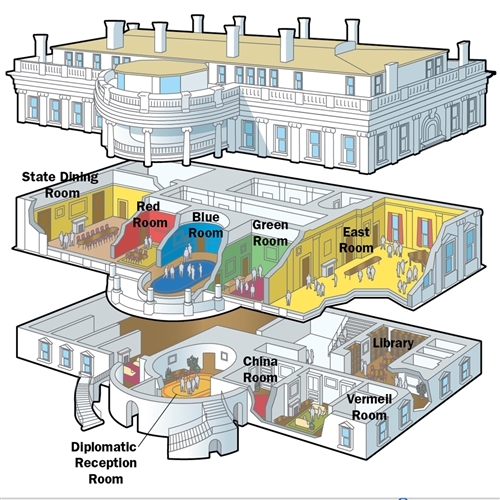 State Dining
Room
Red
Room
Blue
Room
Green
Room
East
Room
Library
China
Room
Vermeil
Room
Diplomatic
Reception
Room